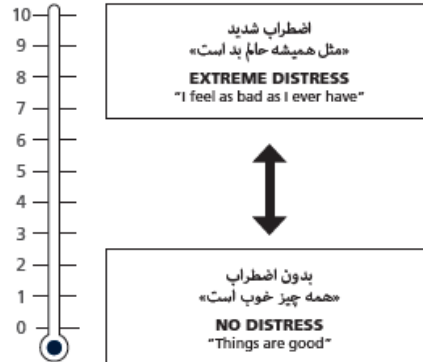 10
9
8
7
6
5
4
3
2
1
0
اضطراب شدید
«مثل همیشه حالم بد است»
EXTREME DISTRESS
"I feel as bad as I ever have"
بدون اضطراب
«همه چیز خوب است»
NO DISTRESS
"Things are good"